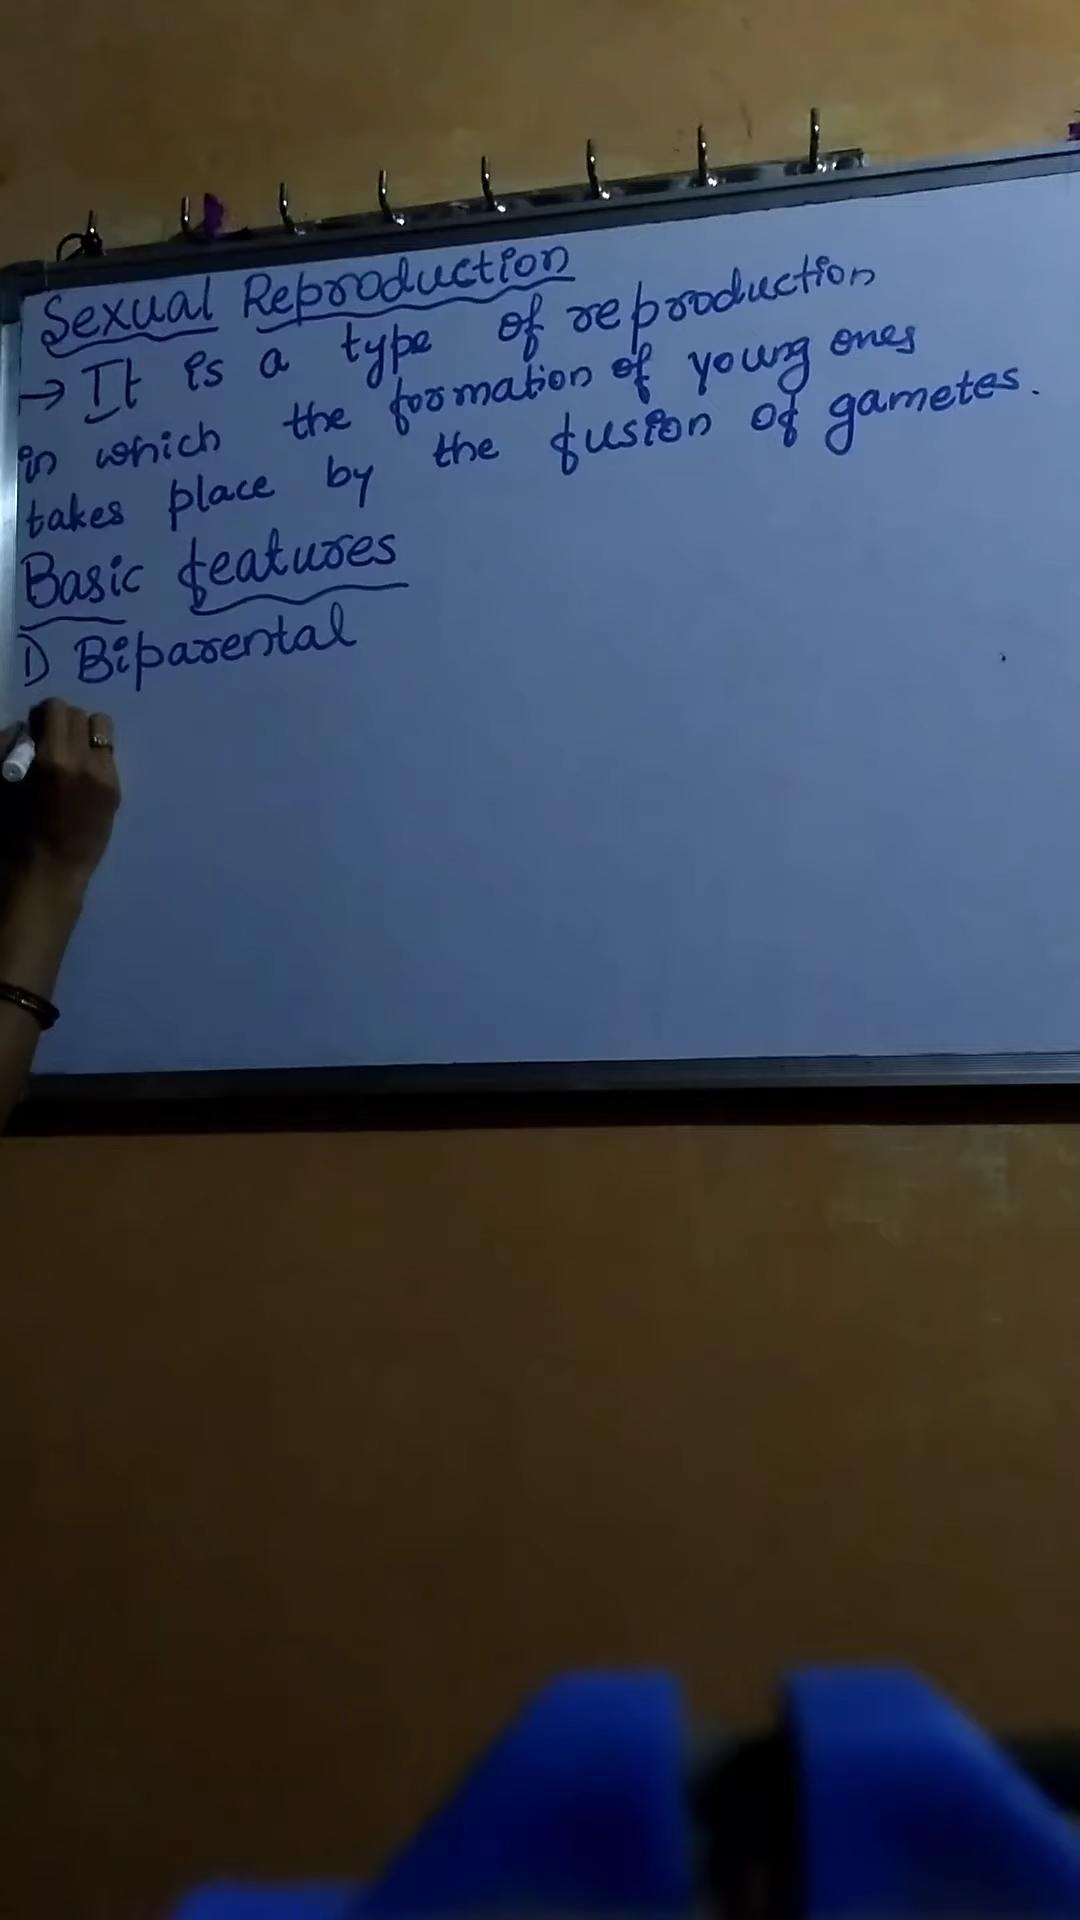 Sexual Reproduction
→ It is a type of reproduction
in which the formation of young ones
takes place by the fusion of gametes.
Basic features
1) Biparental